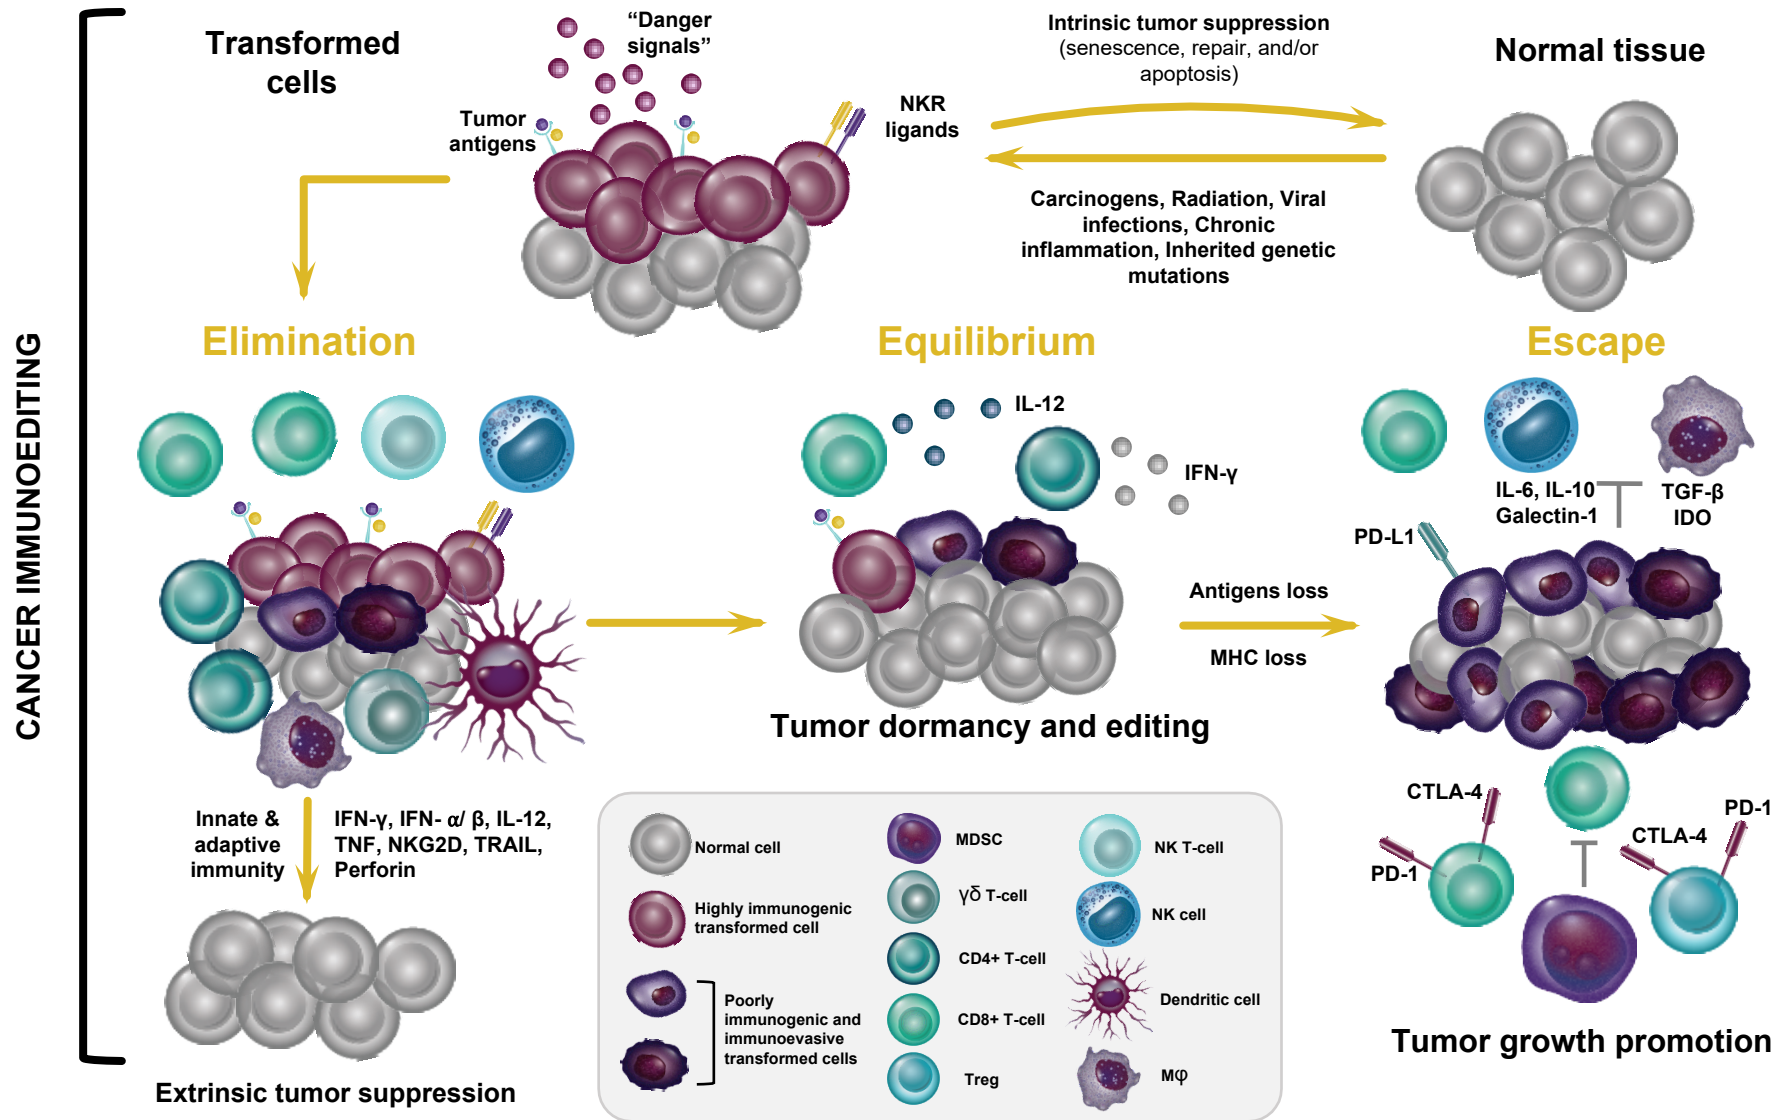 CANCER IMMUNOEDITING
Transformed
cells
“Danger
signals”
Tumor
antigens
NKR
ligands
Intrinsic tumor suppression
(senescence, repair, and/or
apoptosis)
Carcinogens, Radiation, Viral
infections, Chronic
inflammation, Inherited genetic
mutations
Normal tissue
Elimination
Equilibrium
Escape
IL-12
IFN-γ
IL-6, IL-10
Galectin-1
TGF-β
IDO
PD-L1
Antigens loss
MHC loss
Tumor dormancy and editing
Innate &
adaptive
immunity
IFN-γ, IFN- α/ β, IL-12,
TNF, NKG2D, TRAIL,
Perforin
Extrinsic tumor suppression
CTLA-4
PD-1
CTLA-4
PD-1
Tumor growth promotion
Normal cell
Highly immunogenic
transformed cell
Poorly
immunogenic and
immunoevasive
transformed cells
MDSC
γδ T-cell
CD4+ T-cell
CD8+ T-cell
Treg
NK T-cell
NK cell
Dendritic cell
Mφ